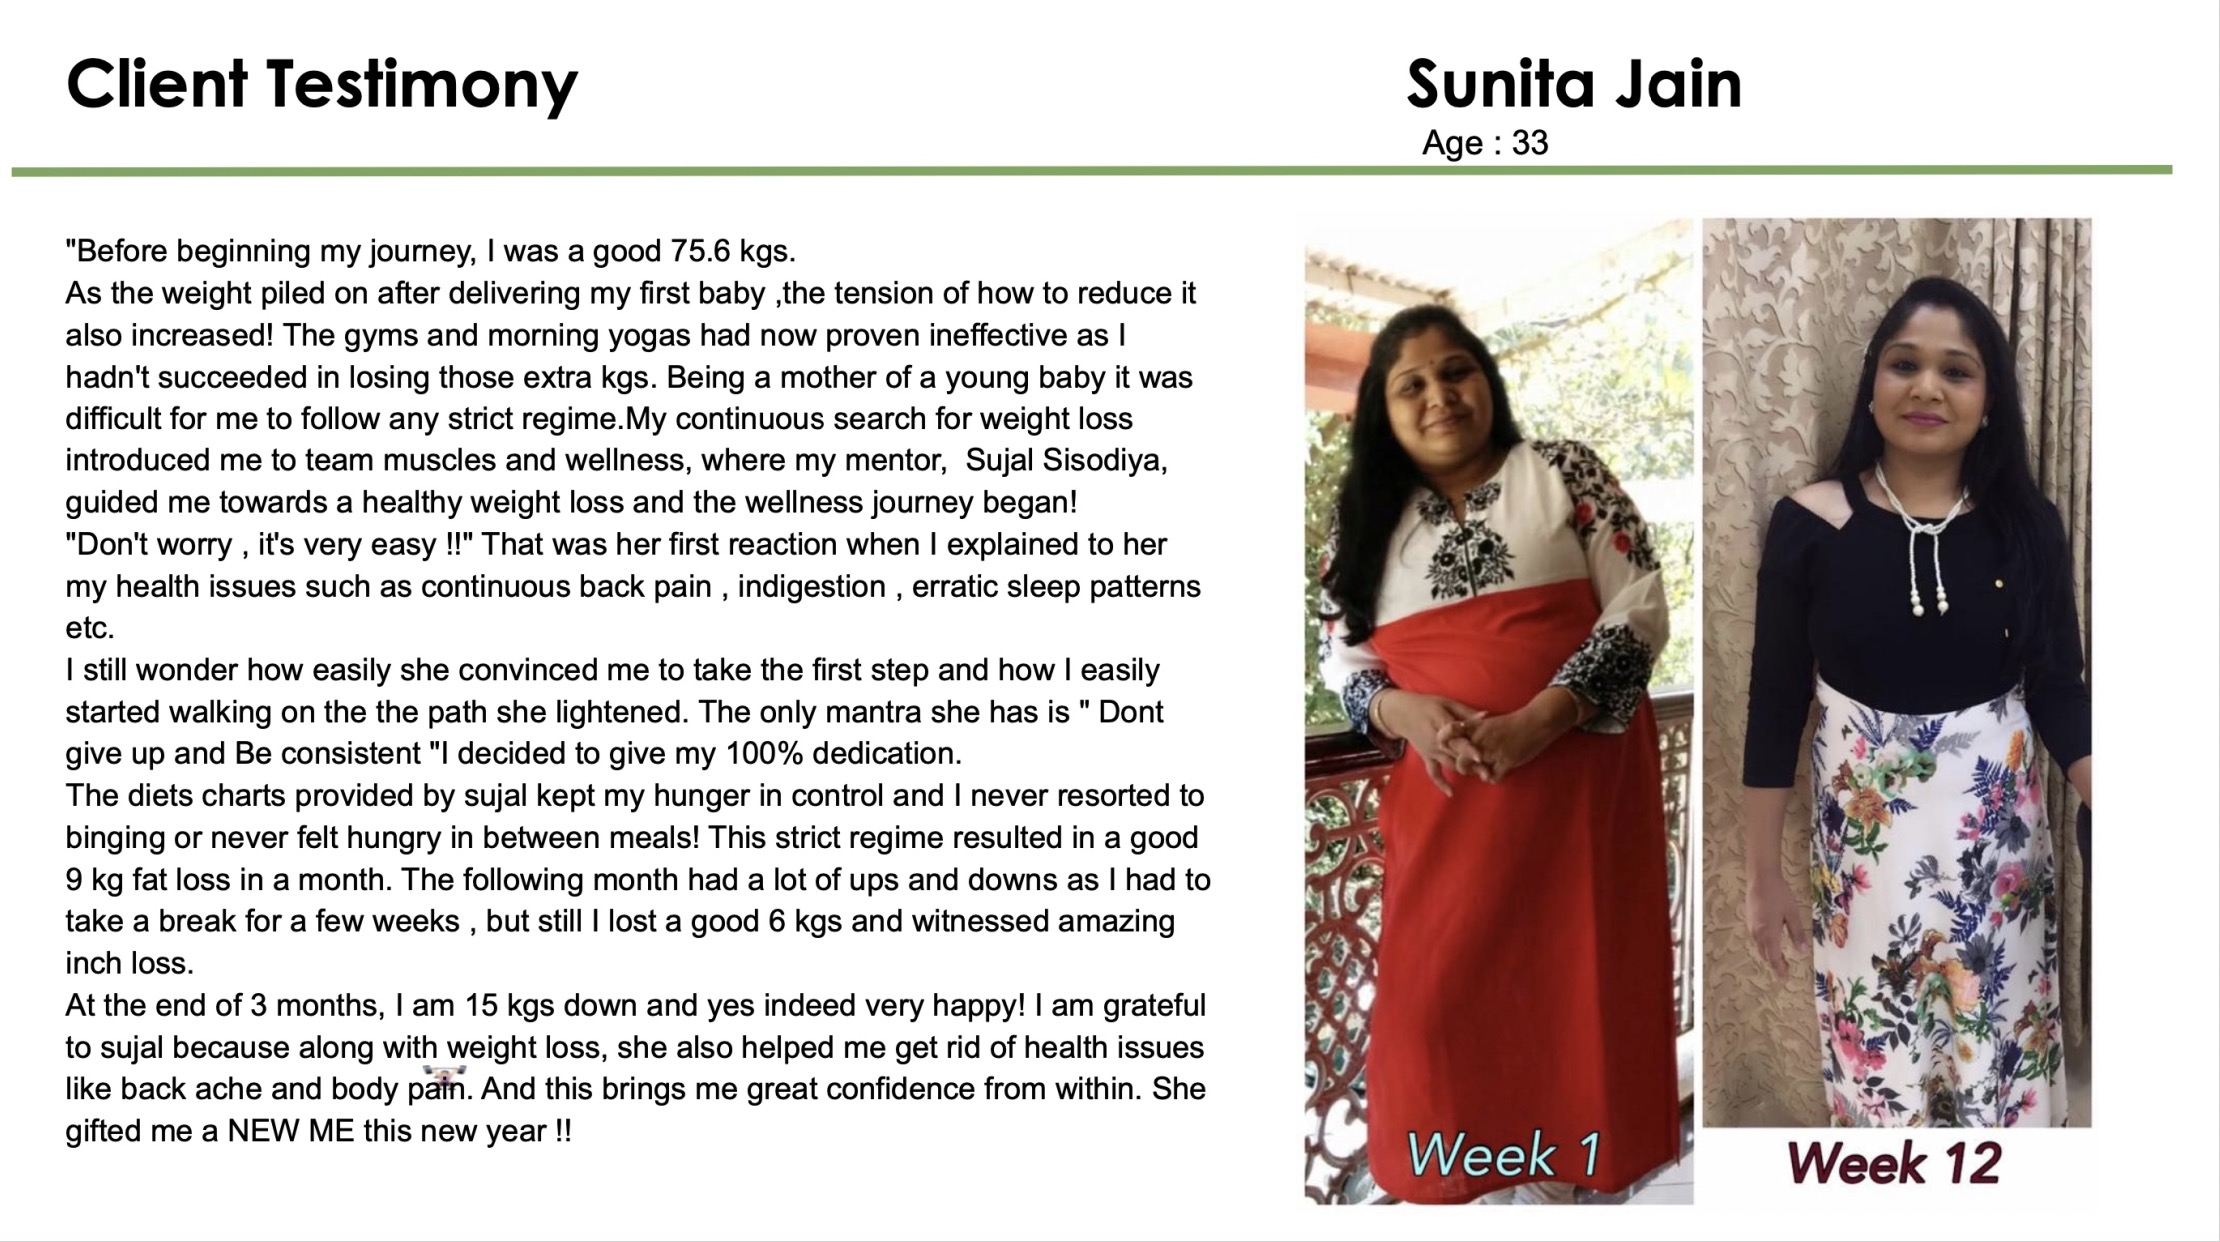 Client Testimony
Sunita Jain
Age : 33
"Before beginning my journey, I was a good 75.6 kgs.
As the weight piled on after delivering my first baby ,the tension of how to reduce it
also increased! The gyms and morning yogas had now proven ineffective as I
hadn't succeeded in losing those extra kgs. Being a mother of a young baby it was
difficult for me to follow any strict regime.My continuous search for weight loss
introduced me to team muscles and wellness, where my mentor,  Sujal Sisodiya,
guided me towards a healthy weight loss and the wellness journey began!
"Don't worry , it's very easy !!" That was her first reaction when I explained to her
my health issues such as continuous back pain , indigestion , erratic sleep patterns
etc.
I still wonder how easily she convinced me to take the first step and how I easily
started walking on the the path she lightened. The only mantra she has is " Dont
give up and Be consistent "I decided to give my 100% dedication.
The diets charts provided by sujal kept my hunger in control and I never resorted to
binging or never felt hungry in between meals! This strict regime resulted in a good
9 kg fat loss in a month. The following month had a lot of ups and downs as I had to
take a break for a few weeks , but still I lost a good 6 kgs and witnessed amazing
inch loss.
At the end of 3 months, I am 15 kgs down and yes indeed very happy! I am grateful
to sujal because along with weight loss, she also helped me get rid of health issues
like back ache and body pain. And this brings me great confidence from within. She
gifted me a NEW ME this new year !!
Week 1
Week 12